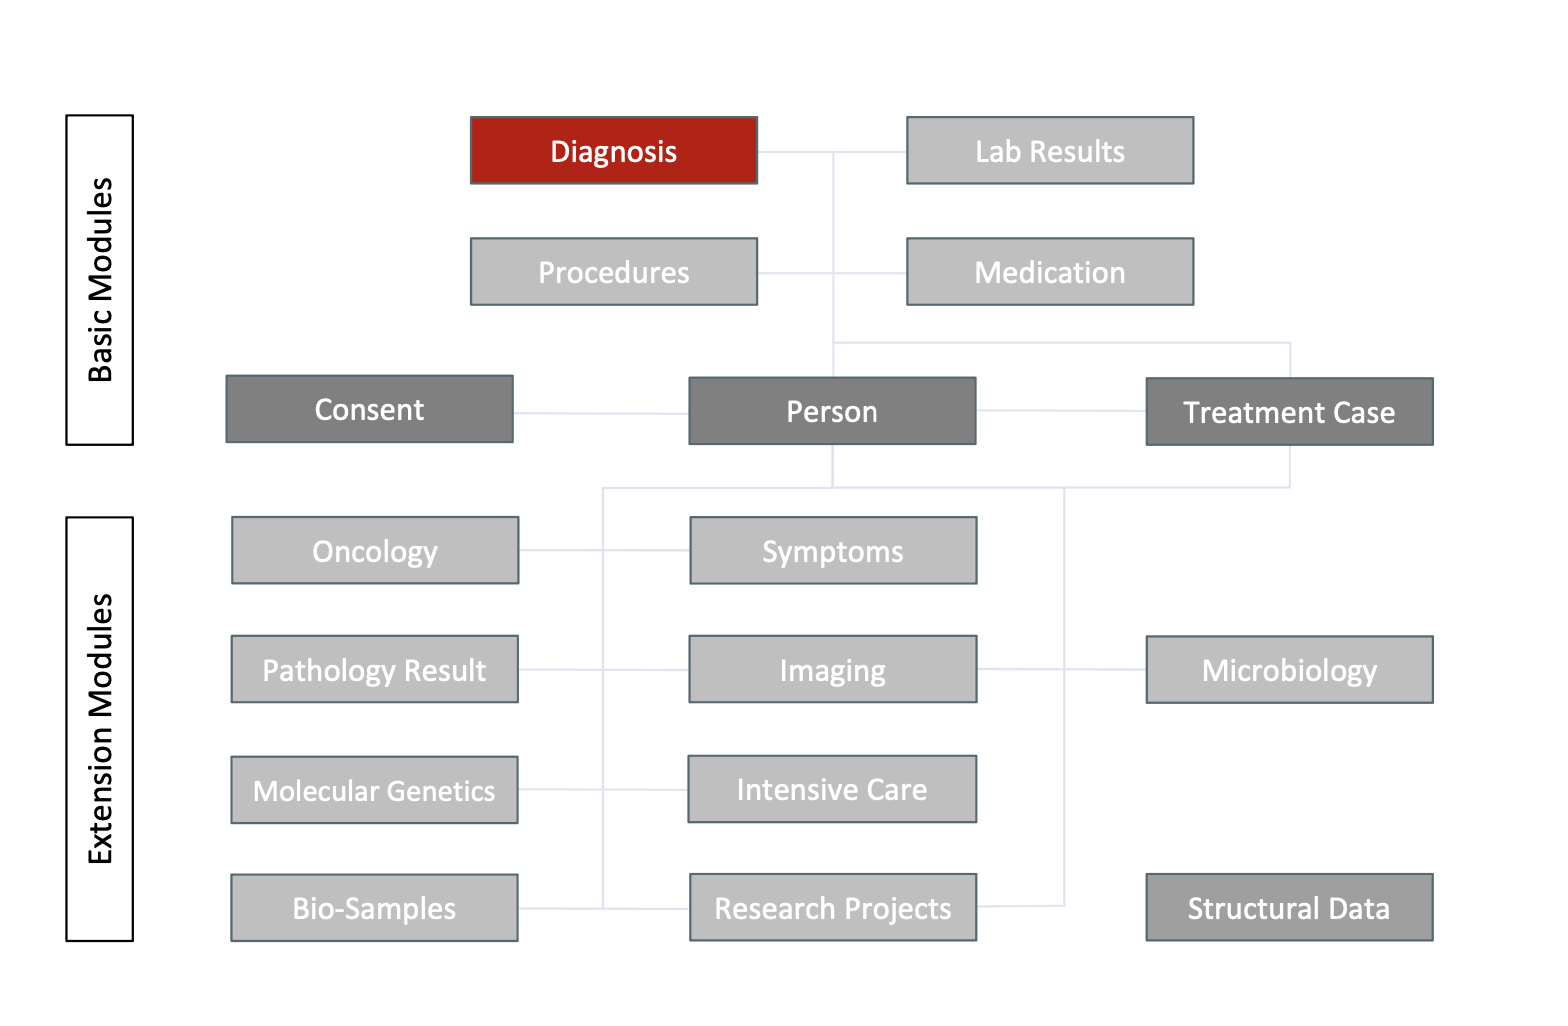 Basic Modules
Diagnosis
Lab Results
Procedures
Medication
Consent
Person
Treatment Case
Extension Modules
Oncology
Symptoms
Pathology Result
Imaging
Microbiology
Molecular Genetics
Intensive Care
Bio-Samples
Research Projects
Structural Data